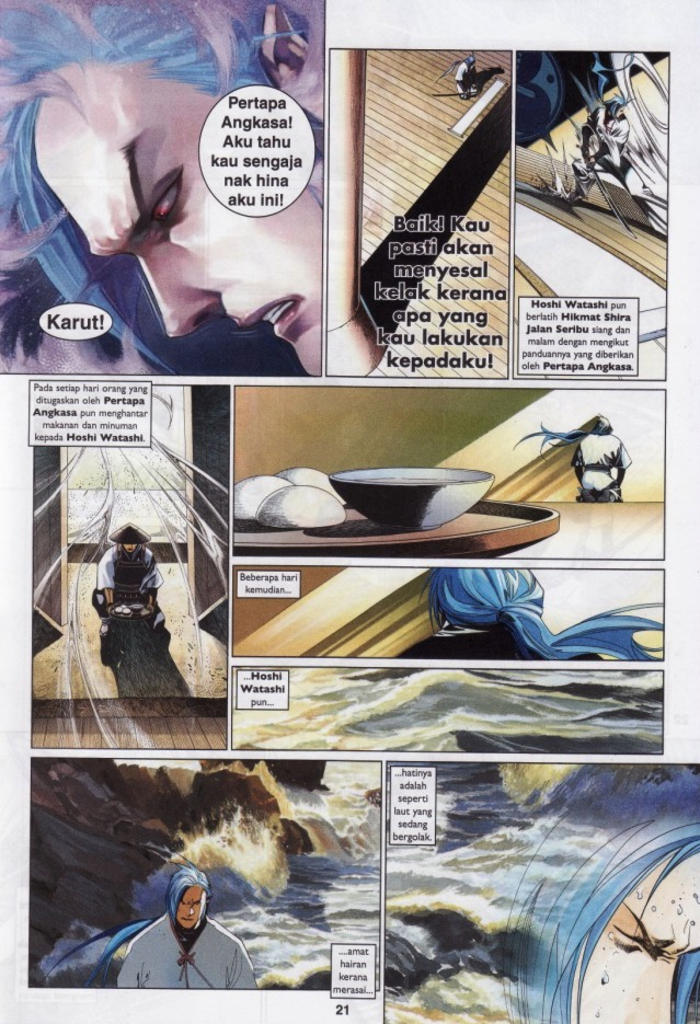 Pertapa
Angkasa!
Aku tahu
kau sengaja
nak hina
aku ini!
Karut!
Baik! Kau
pasti akan
menyesal
kelak kerana
apa yang
kau lakukan
kepadaku!
Hoshi Watashi pun
berlatih Hikmat Shira
Jalan Seribu siang dan
malam dengan mengikut
panduannya yang diberikan
oleh Pertapa Angkasa.
Pada setiap hari orang yang
ditugaskan oleh Pertapa
Angkasa pun menghantar
makanan dan minuman
kepada Hoshi Watashi.
Beberapa hari
kemudian...
...Hoshi
Watashi
pun...
....amat
hairan
kerana
merasai...
...hatinya
adalah
seperti
laut yang
sedang
bergolak.
21